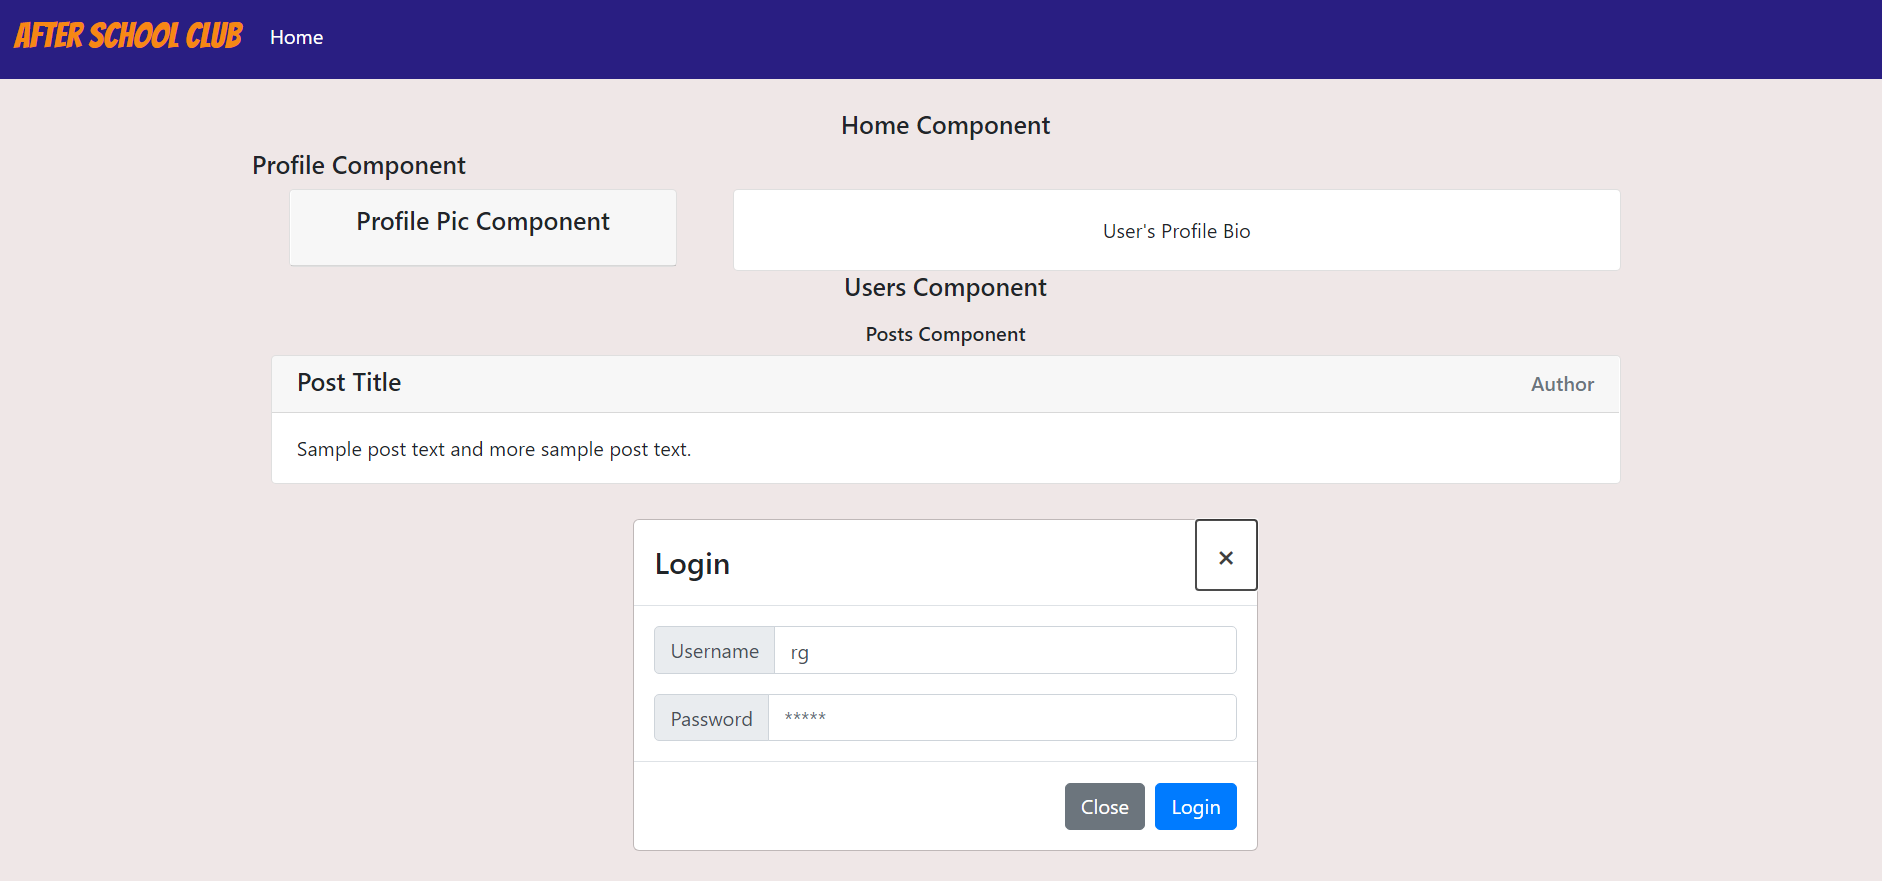 AFTER SCHOOL CLUB Home
Home Component
Profile Component
Profile Pic Component
User's Profile Bio
Users Component
Posts Component
Post Title Author
Sample post text and more sample post text.
Login ×
Username rg
Password *****
Close Login